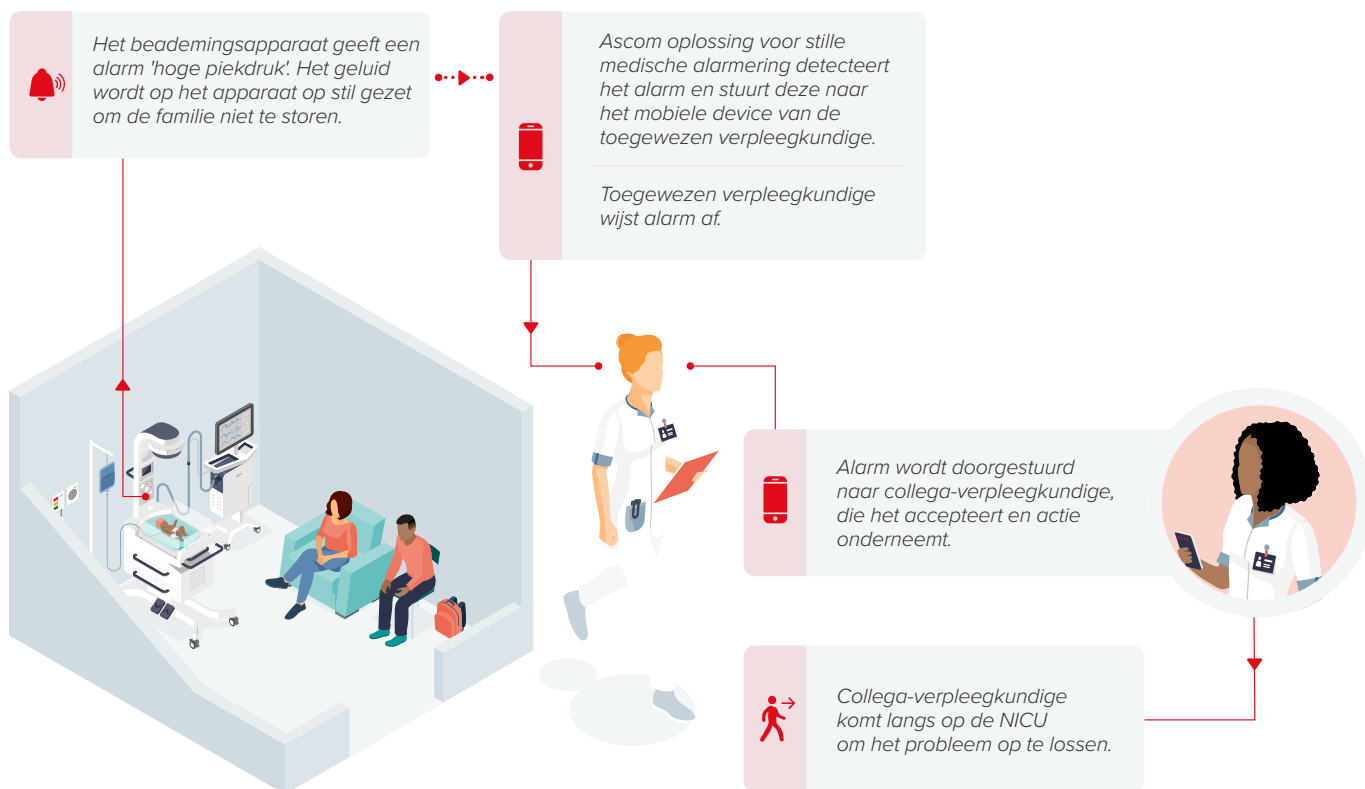 Het beademingsapparaat geeft een
alarm 'hoge piekdruk'. Het geluid
wordt op het apparaat op stil gezet
om de familie niet te storen.
Ascom oplossing voor stille
medische alarmering detecteert
het alarm en stuurt deze naar
het mobiele device van de
toegewezen verpleegkundige.
Toegewezen verpleegkundige
wijst alarm af.
Alarm wordt doorgestuurd
naar collega-verpleegkundige,
die het accepteert en actie
onderneemt.
Collega-verpleegkundige
komt langs op de NICU
om het probleem op te lossen.